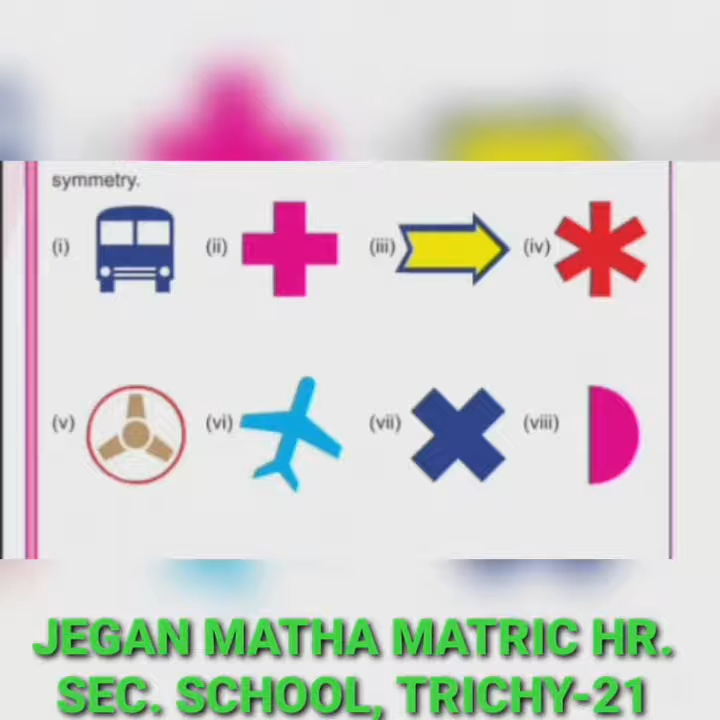 symmetry.
(i) (ii) (iii) (iv)
(v) (vi) (vii) (viii)
JEGAN MATHA MATRIC HR.
SEC. SCHOOL, TRICHY-21